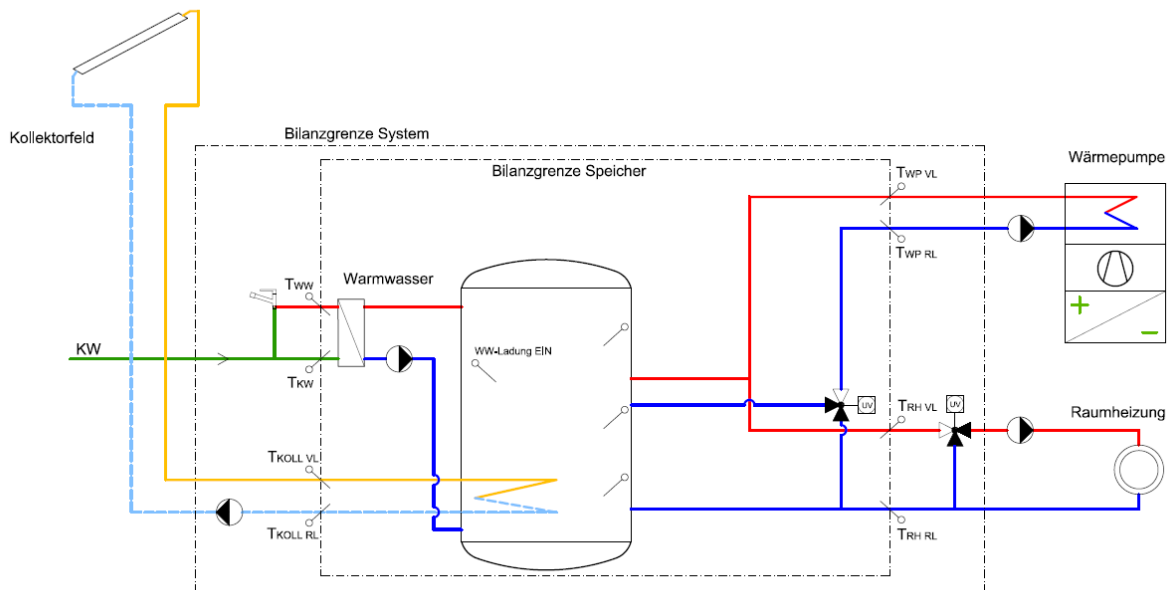 Kollektorfeld
Bilanzgrenze System
Bilanzgrenze Speicher
Wärmepumpe
TWP VL
TWP RL
TWW
Warmwasser
KW
TKW
WW-Ladung EIN
UV
TRH VL
UV
Raumheizung
TKOLL VL
TKOLL RL
TRH RL